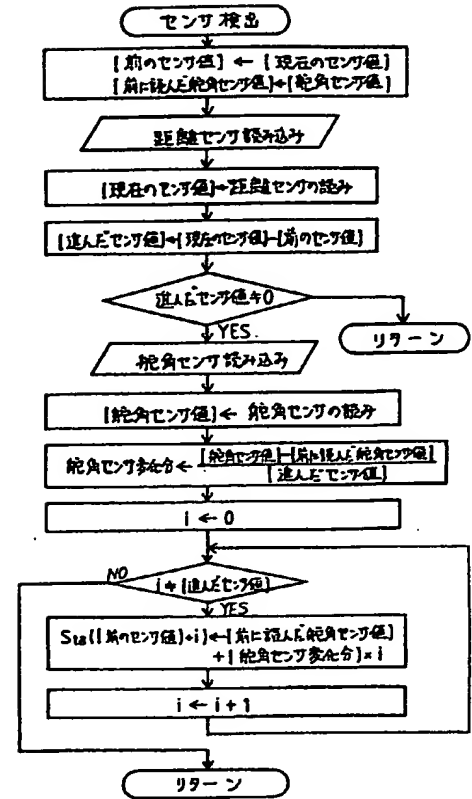 センサ検出
[前のセンサ値] ← [現在のセンサ値]
[前に読んだ舵角センサ値]←[舵角センサ値]
距離センサ読み込み
[現在のセンサ値]←距離センサの読み
[進んだセンサ値]←[現在のセンサ値]-[前のセンサ値]
進んだセンサ値≠0
YES.
リターン
舵角センサ読み込み
[舵角センサ値] ← 舵角センサの読み
舵角センサ変化分 ← [舵角センサ値]-[前に読んだ舵角センサ値]
[進んだセンサ値]
i ← 0
NO
i ≠ [進んだセンサ値]
YES
Sta([前のセンサ値]+i)←[前に読んだ舵角センサ値]
+[舵角センサ変化分]×i
i ← i + 1
リターン